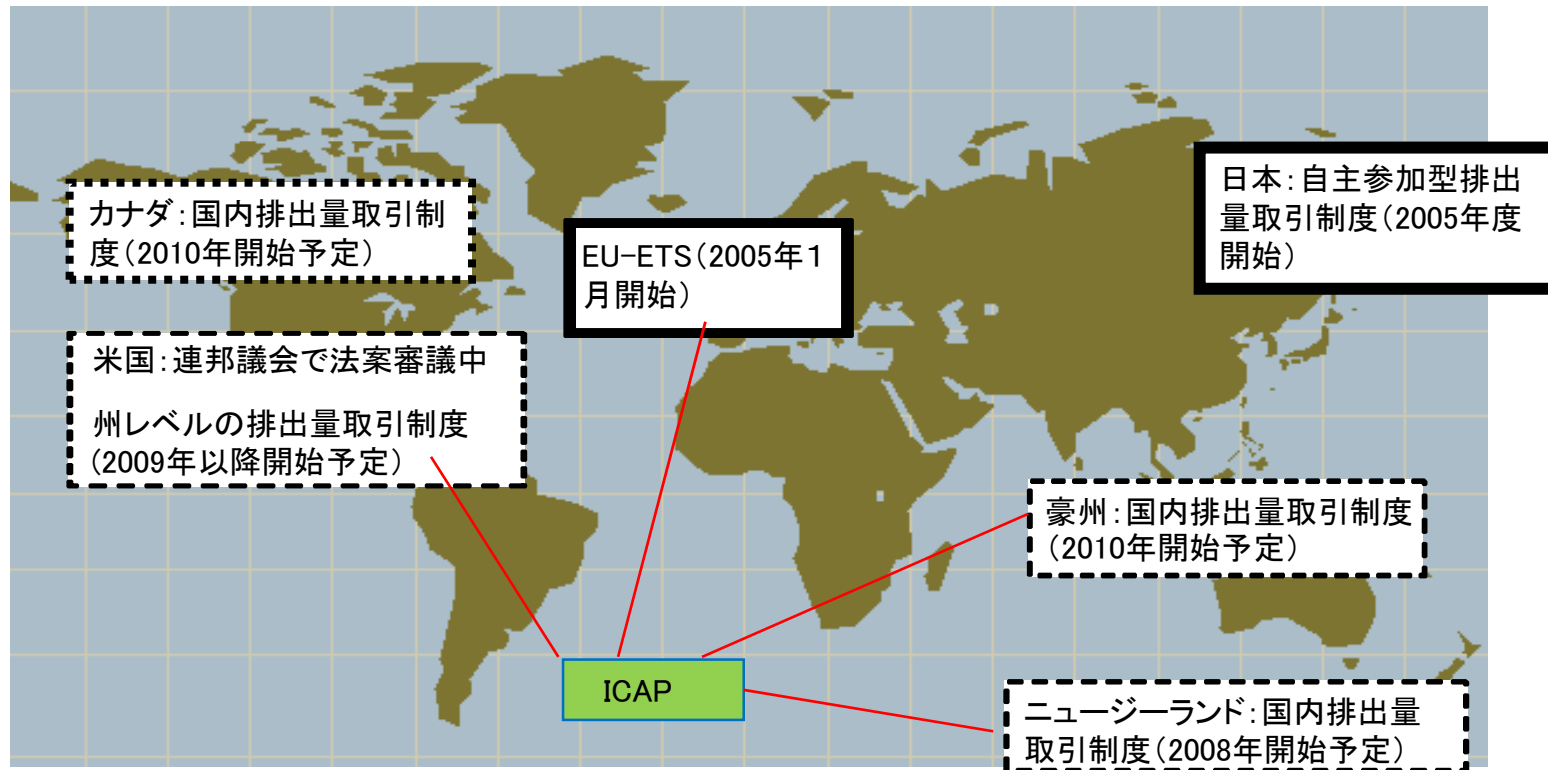 カナダ：国内排出量取引制
度（2010年開始予定）
米国：連邦議会で法案審議中
州レベルの排出量取引制度
（2009年以降開始予定）
EU-ETS（2005年1
月開始）
日本：自主参加型排出
量取引制度（2005年度
開始）
豪州：国内排出量取引制度
（2010年開始予定）
ICAP
ニュージーランド：国内排出量
取引制度（2008年開始予定）